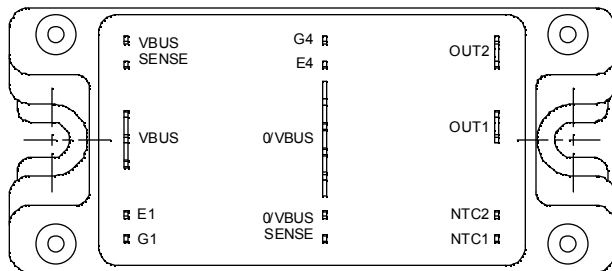 VBUS
SENSE
G4
E4
OUT2
VBUS
0/VBUS
OUT1
E1
G1
0/VBUS
SENSE
NTC2
NTC1